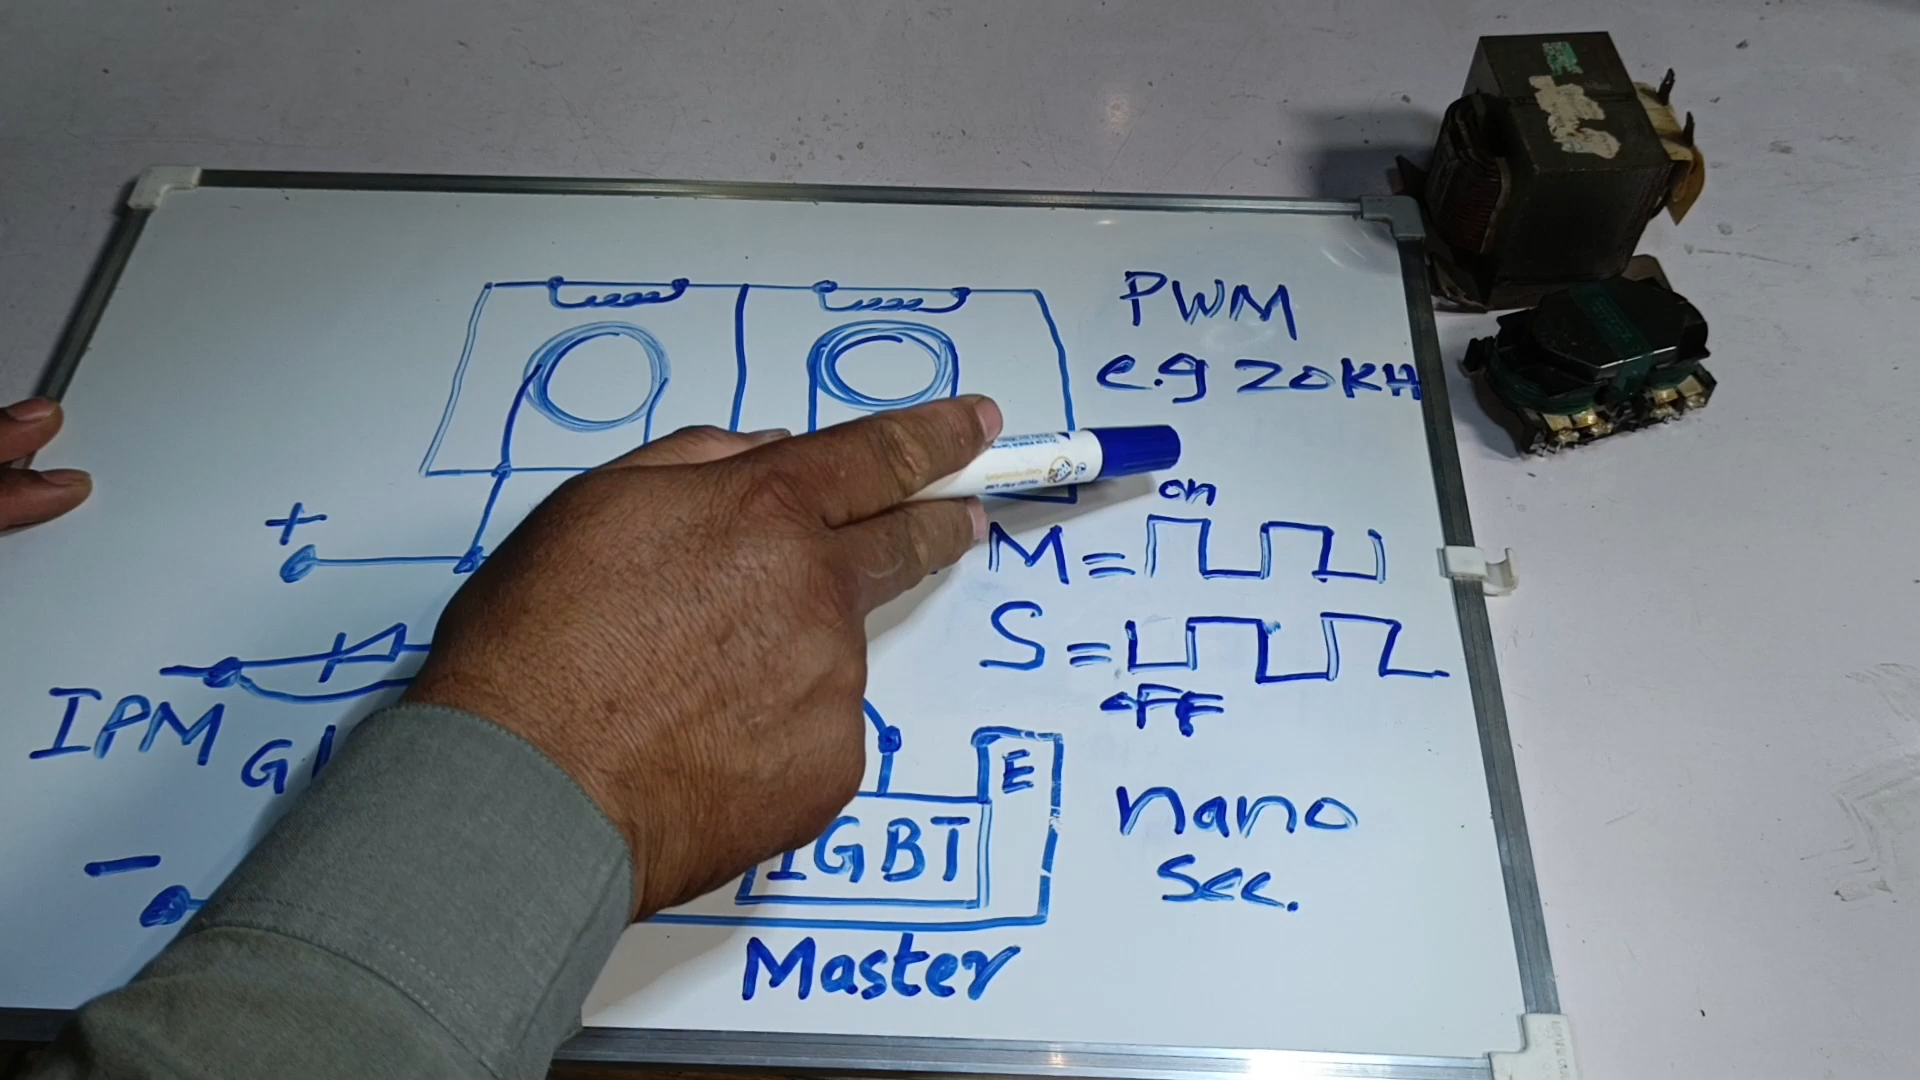 PWM
e.g 20KH
on
M =
S =
OFF
+
IPM
G
E
IGBT
nano
Sec.
-
Master